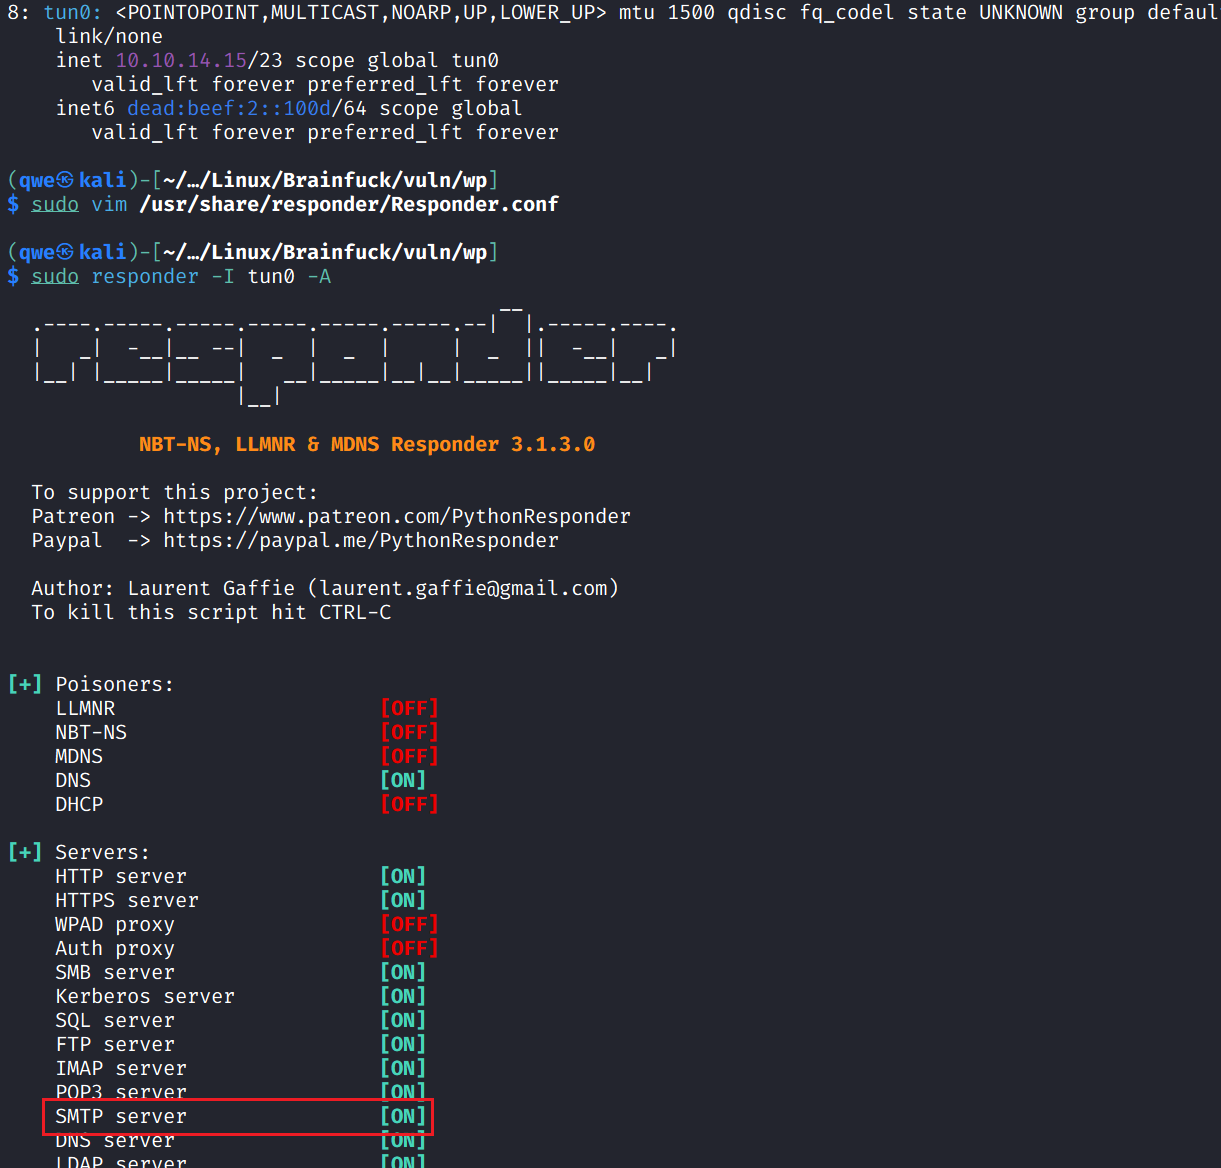 8: tun0: <POINTOPOINT,MULTICAST,NOARP,UP,LOWER_UP> mtu 1500 qdisc fq_codel state UNKNOWN group defaul
link/none
inet 10.10.14.15/23 scope global tun0
valid_lft forever preferred_lft forever
inet6 dead:beef:2::100d/64 scope global
valid_lft forever preferred_lft forever
(qwe㉿kali)-[~/…/Linux/Brainfuck/vuln/wp]
$ sudo vim /usr/share/responder/Responder.conf
(qwe㉿kali)-[~/…/Linux/Brainfuck/vuln/wp]
$ sudo responder -I tun0 -A
responder
NBT-NS, LLMNR & MDNS Responder 3.1.3.0
To support this project:
Patreon -> https://www.patreon.com/PythonResponder
Paypal  -> https://paypal.me/PythonResponder
Author: Laurent Gaffie (laurent.gaffie@gmail.com)
To kill this script hit CTRL-C
[+] Poisoners:
LLMNR [OFF]
NBT-NS [OFF]
MDNS [OFF]
DNS [ON]
DHCP [OFF]
[+] Servers:
HTTP server [ON]
HTTPS server [ON]
WPAD proxy [OFF]
Auth proxy [OFF]
SMB server [ON]
Kerberos server [ON]
SQL server [ON]
FTP server [ON]
IMAP server [ON]
POP3 server [ON]
SMTP server [ON]
DNS server [ON]
LDAP server [ON]